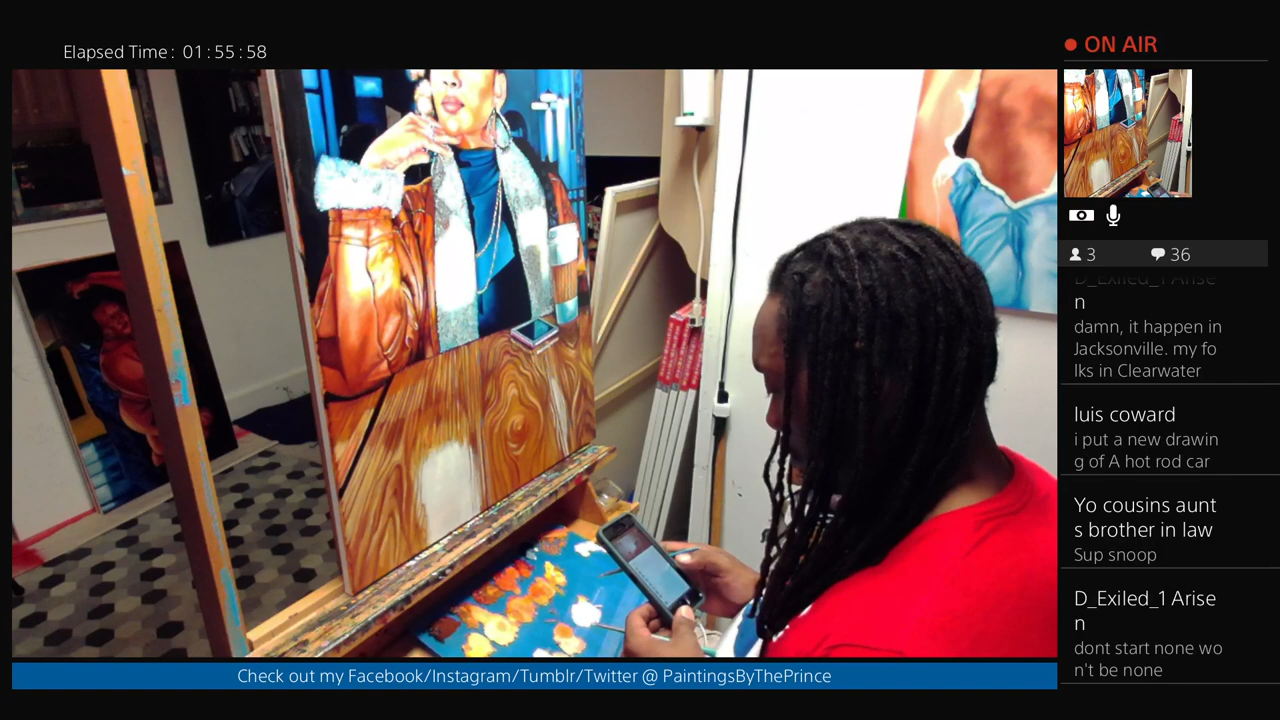 Elapsed Time: 01:55:58
ON AIR
3 36
D_Exiled_1 Arise
n
damn, it happen in
Jacksonville. my fo
lks in Clearwater
luis coward
i put a new drawin
g of A hot rod car
Yo cousins aunt
s brother in law
Sup snoop
D_Exiled_1 Arise
n
dont start none wo
n't be none
Check out my Facebook/Instagram/Tumblr/Twitter @ PaintingsByThePrince